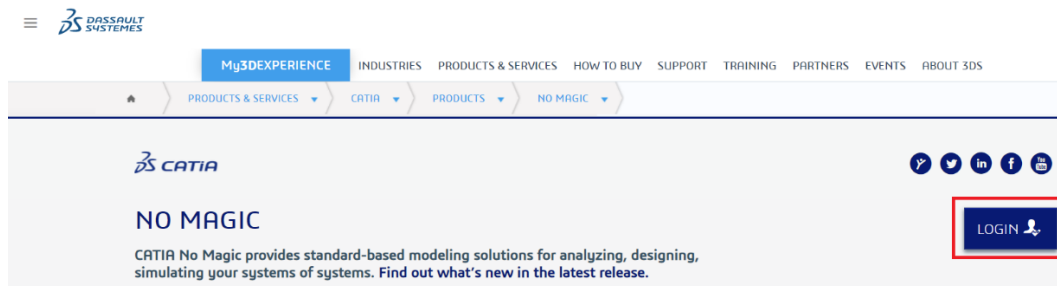 DASSAULT
SYSTEMES
My3DEXPERIENCE INDUSTRIES PRODUCTS & SERVICES HOW TO BUY SUPPORT TRAINING PARTNERS EVENTS ABOUT 3DS
PRODUCTS & SERVICES CATIA PRODUCTS NO MAGIC
CATIA
NO MAGIC
LOGIN
CATIA No Magic provides standard-based modeling solutions for analyzing, designing,
simulating your systems of systems. Find out what's new in the latest release.